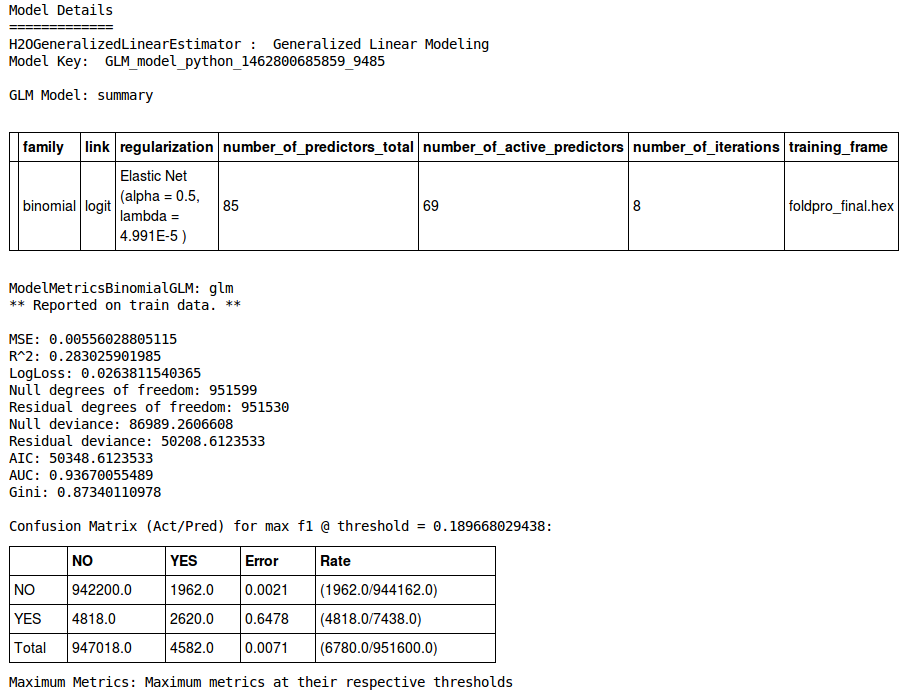 Model Details
=============
H2OGeneralizedLinearEstimator :  Generalized Linear Modeling
Model Key:  GLM_model_python_1462800685859_9485
GLM Model: summary
family link regularization number_of_predictors_total number_of_active_predictors number_of_iterations training_frame
binomial logit Elastic Net (alpha = 0.5, lambda = 4.991E-5 ) 85 69 8 foldpro_final.hex
ModelMetricsBinomialGLM: glm
** Reported on train data. **
MSE: 0.00556028805115
R^2: 0.283025901985
LogLoss: 0.0263811540365
Null degrees of freedom: 951599
Residual degrees of freedom: 951530
Null deviance: 86989.2606608
Residual deviance: 50208.6123533
AIC: 50348.6123533
AUC: 0.93670055489
Gini: 0.87340110978
Confusion Matrix (Act/Pred) for max f1 @ threshold = 0.189668029438:
NO YES Error Rate
NO 942200.0 1962.0 0.0021 (1962.0/944162.0)
YES 4818.0 2620.0 0.6478 (4818.0/7438.0)
Total 947018.0 4582.0 0.0071 (6780.0/951600.0)
Maximum Metrics: Maximum metrics at their respective thresholds